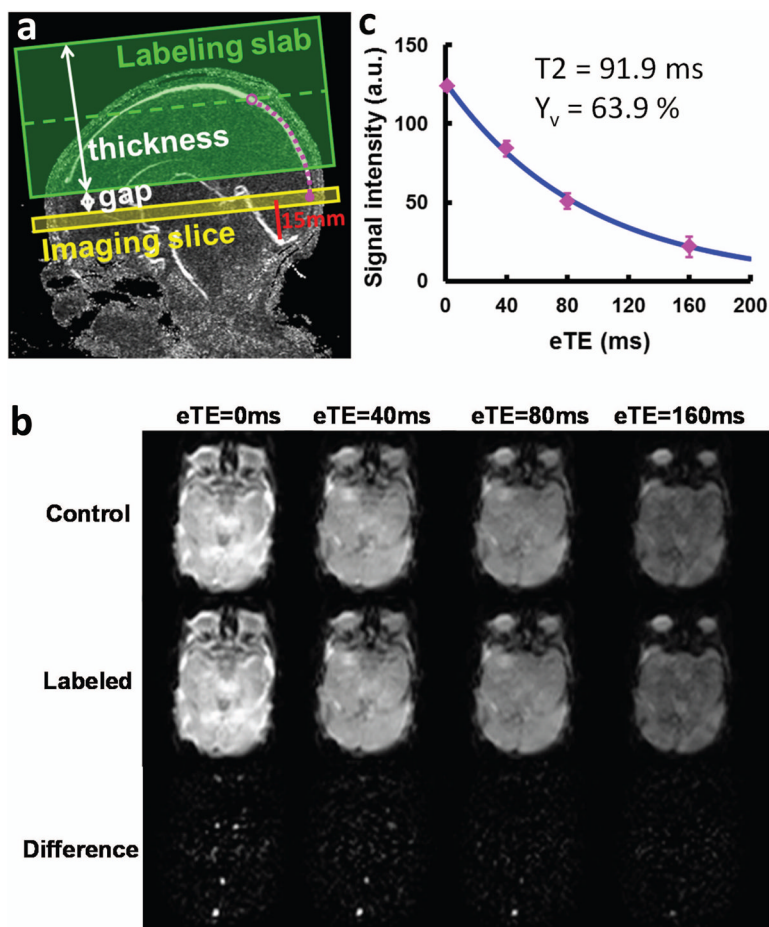 a
Labeling slab
thickness
gap
Imaging slice
15mm
c
150
100
50
0
Signal intensity (a.u.)
T2 = 91.9 ms
Yv = 63.9 %
0 40 80 120 160 200
eTE (ms)
b
eTE=0ms eTE=40ms eTE=80ms eTE=160ms
Control
Labeled
Difference